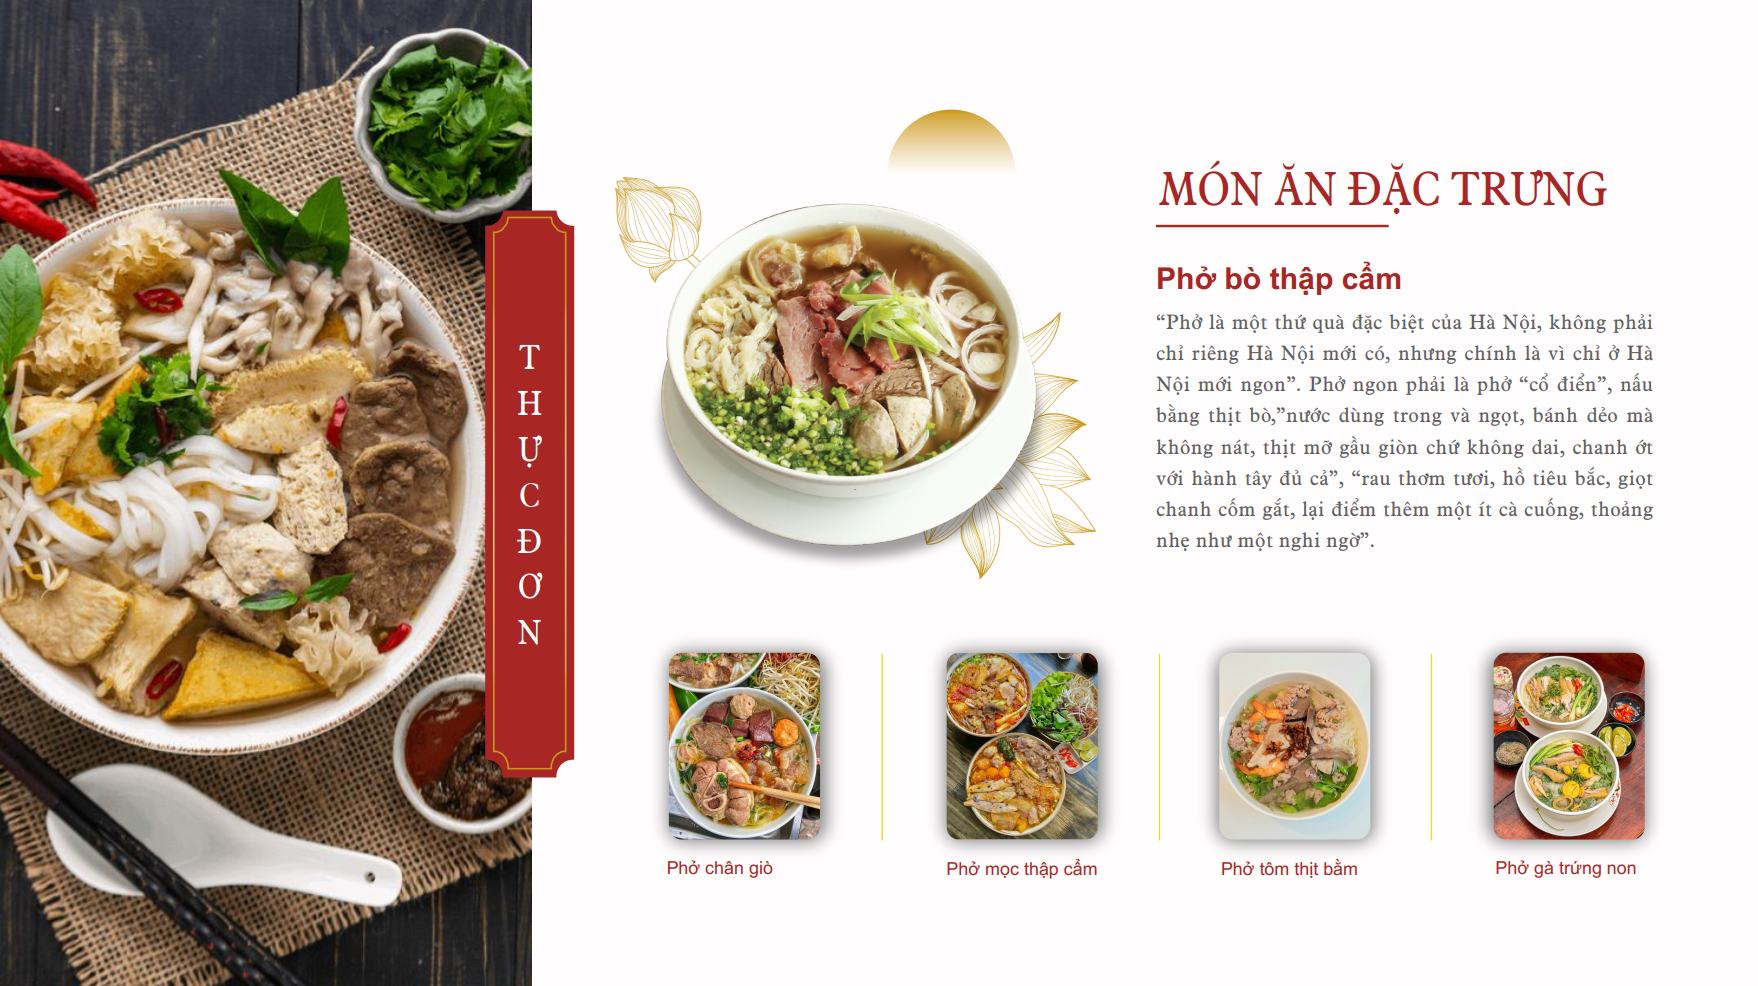 THỰC ĐƠN
MÓN ĂN ĐẶC TRƯNG
Phở bò thập cẩm
“Phở là một thứ quà đặc biệt của Hà Nội, không phải
chỉ riêng Hà Nội mới có, nhưng chính là vì chỉ ở Hà
Nội mới ngon”. Phở ngon phải là phở “cổ điển”, nấu
bằng thịt bò,”nước dùng trong và ngọt, bánh dẻo mà
không nát, thịt mỡ gầu giòn chứ không dai, chanh ớt
với hành tây đủ cả”, “rau thơm tươi, hồ tiêu bắc, giọt
chanh cốm gắt, lại điểm thêm một ít cà cuống, thoảng
nhẹ như một nghi ngờ”.
Phở chân giò
Phở mọc thập cẩm
Phở tôm thịt bằm
Phở gà trứng non